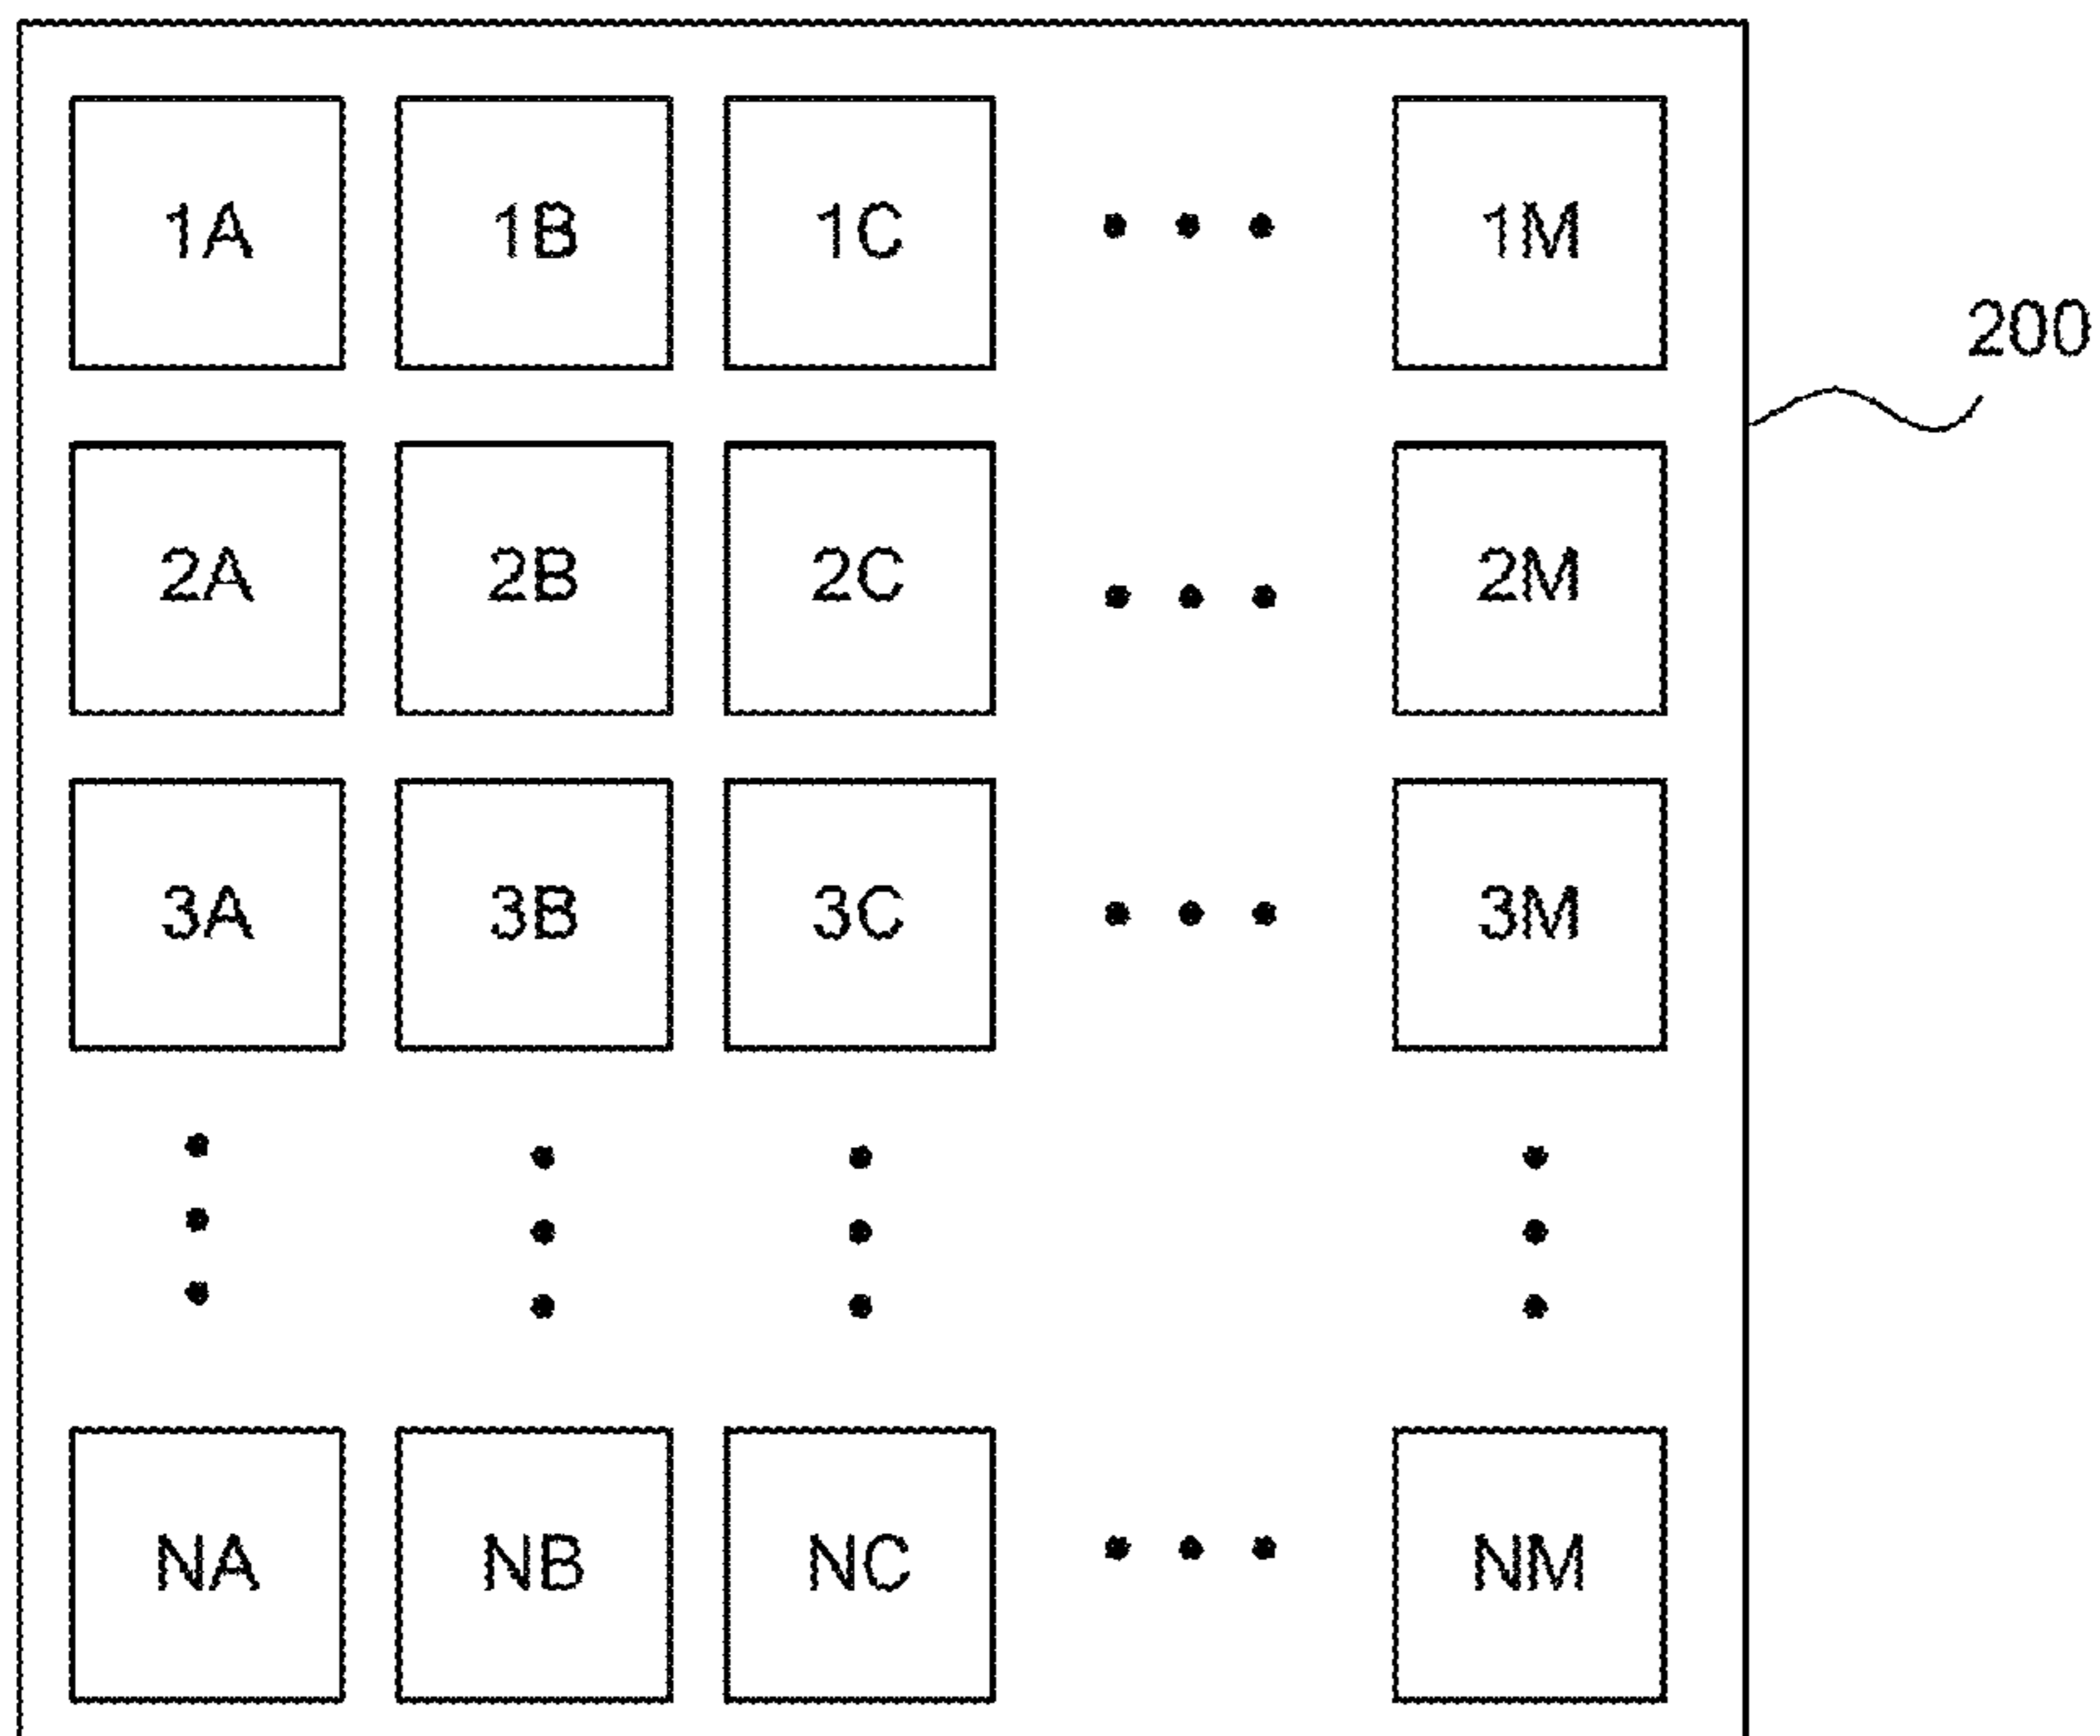 1A 1B 1C • • • 1M
200
2A 2B 2C • • • 2M
3A 3B 3C • • • 3M
NA NB NC • • • NM